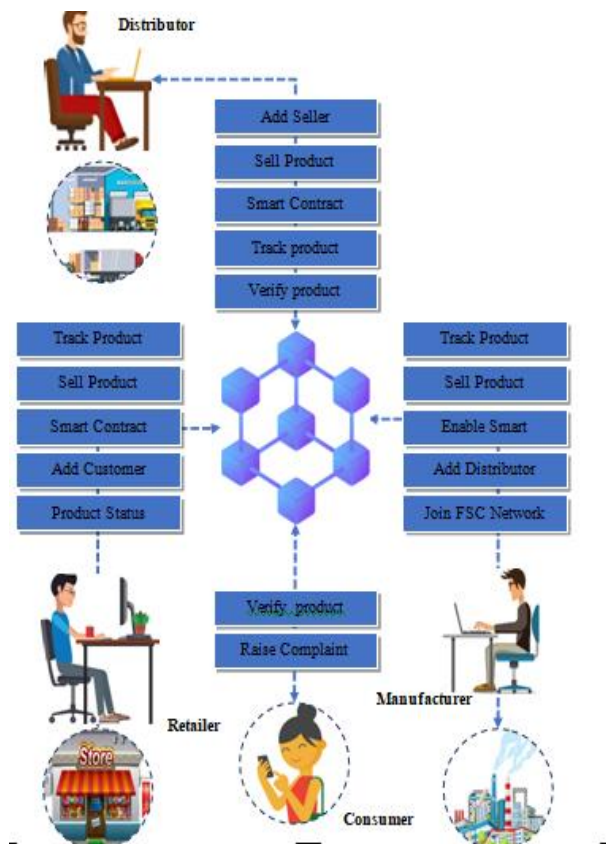 Distributor
Add Seller
Sell Product
Smart Contract
Track product
Verify product
Track Product
Sell Product
Smart Contract
Add Customer
Product Status
Track Product
Sell Product
Enable Smart
Add Distributor
Join FSC Network
Verify product
Raise Complaint
Manufacturer
Retailer
Store
Consumer